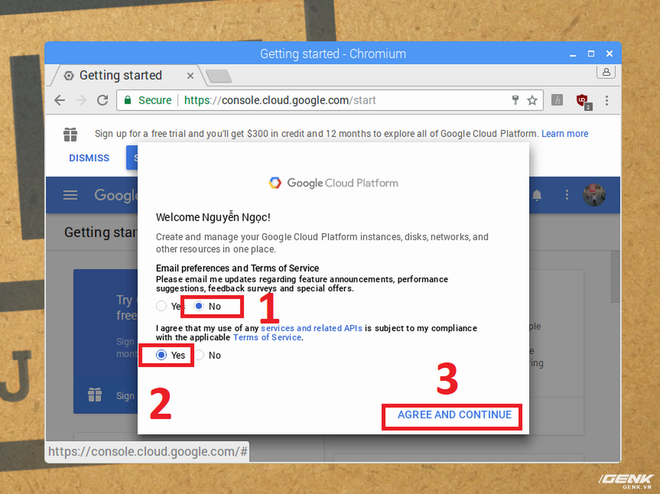 Getting started - Chromium
Getting started
Secure https://console.cloud.google.com/start
Sign up for a free trial and you'll get $300 in credit and 12 months to explore all of Google Cloud Platform. Learn more
DISMISS S
Google Cloud Platform
Googl
Welcome Nguyễn Ngọc!
Getting star
Create and manage your Google Cloud Platform instances, disks, networks, and
other resources in one place.
Email preferences and Terms of Service
Please email me updates regarding feature announcements, performance
suggestions, feedback surveys and special offers.
Try
free
Yes No 1
I agree that my use of any services and related APIs is subject to my compliance
with the applicable Terms of Service.
Sign
mont
Yes No
2
3
Sign
AGREE AND CONTINUE
https://console.cloud.google.com/#
GENK
GENK.VN